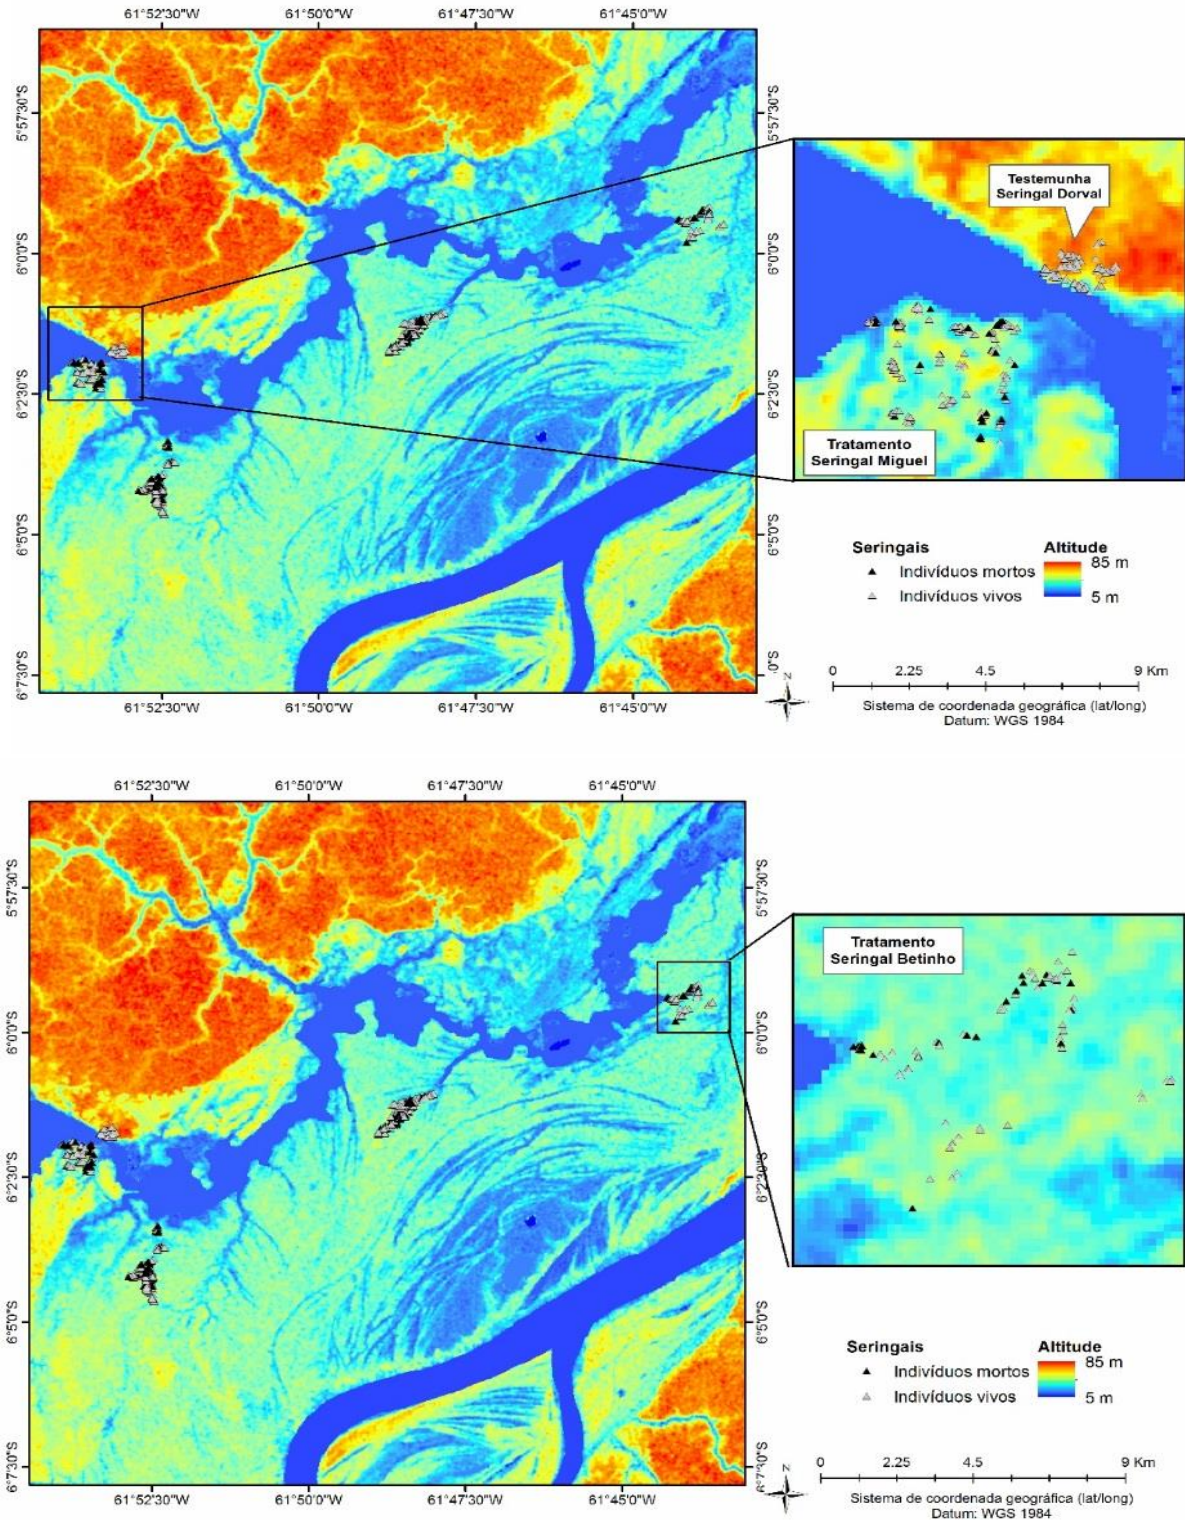 61°52'30"W 61°50'0"W 61°47'30"W 61°45'0"W
5°57'30"S 5°57'30"S
6°0'0"S 6°0'0"S
6°2'30"S 6°2'30"S
6°5'0"S 6°5'0"S
6°7'30"S °0'0"S
61°52'30"W 61°50'0"W 61°47'30"W 61°45'0"W
Testemunha
Seringal Dorval
Tratamento
Seringal Miguel
Seringais Altitude
Indivíduos mortos 85 m
Indivíduos vivos 5 m
N
0 2.25 4.5 9 Km
Sistema de coordenada geográfica (lat/long)
Datum: WGS 1984
61°52'30"W 61°50'0"W 61°47'30"W 61°45'0"W
5°57'30"S 5°57'30"S
6°0'0"S 6°0'0"S
6°2'30"S 6°2'30"S
6°5'0"S 6°5'0"S
6°7'30"S 6°7'30"S
61°52'30"W 61°50'0"W 61°47'30"W 61°45'0"W
Tratamento
Seringal Betinho
Seringais Altitude
Indivíduos mortos 85 m
Indivíduos vivos 5 m
N
0 2.25 4.5 9 Km
Sistema de coordenada geográfica (lat/long)
Datum: WGS 1984